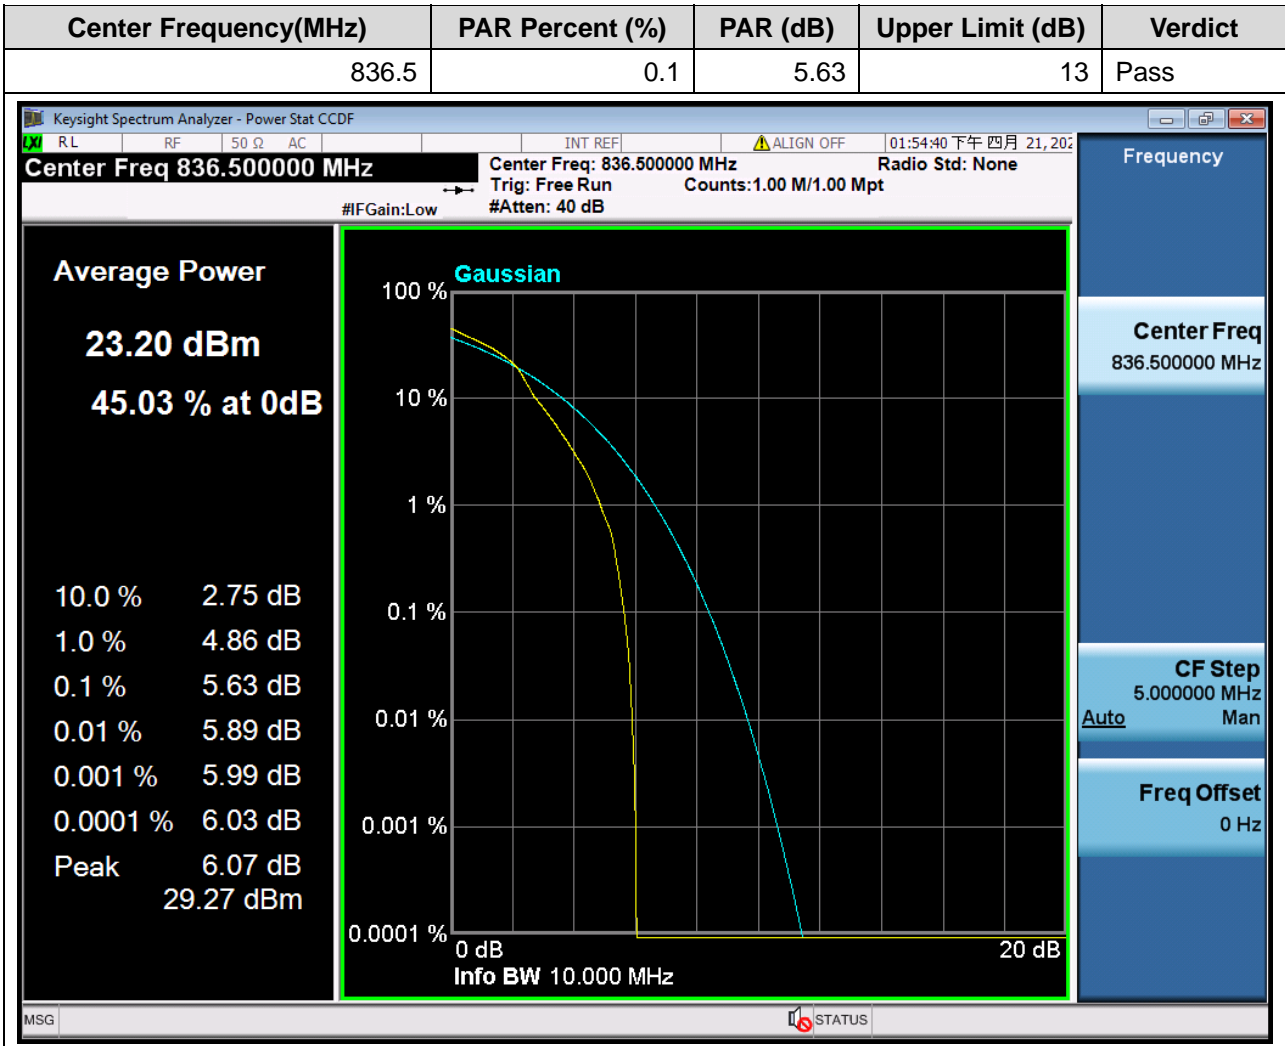 Center Frequency(MHz) PAR Percent (%) PAR (dB) Upper Limit (dB) Verdict
836.5 0.1 5.63 13 Pass
Keysight Spectrum Analyzer - Power Stat CCDF
LXI RL RF 50 Ω AC INT REF ALIGN OFF 01:54:40 下午 四月 21, 202
Center Freq 836.500000 MHz
Center Freq: 836.500000 MHz Radio Std: None
Trig: Free Run Counts:1.00 M/1.00 Mpt
#IFGain:Low #Atten: 40 dB
Average Power
23.20 dBm
45.03 % at 0dB
10.0 % 2.75 dB
1.0 % 4.86 dB
0.1 % 5.63 dB
0.01 % 5.89 dB
0.001 % 5.99 dB
0.0001 % 6.03 dB
Peak 6.07 dB
29.27 dBm
Gaussian
100 %
10 %
1 %
0.1 %
0.01 %
0.001 %
0.0001 %
0 dB 20 dB
Info BW 10.000 MHz
Frequency
Center Freq
836.500000 MHz
CF Step
5.000000 MHz
Auto Man
Freq Offset
0 Hz
MSG STATUS